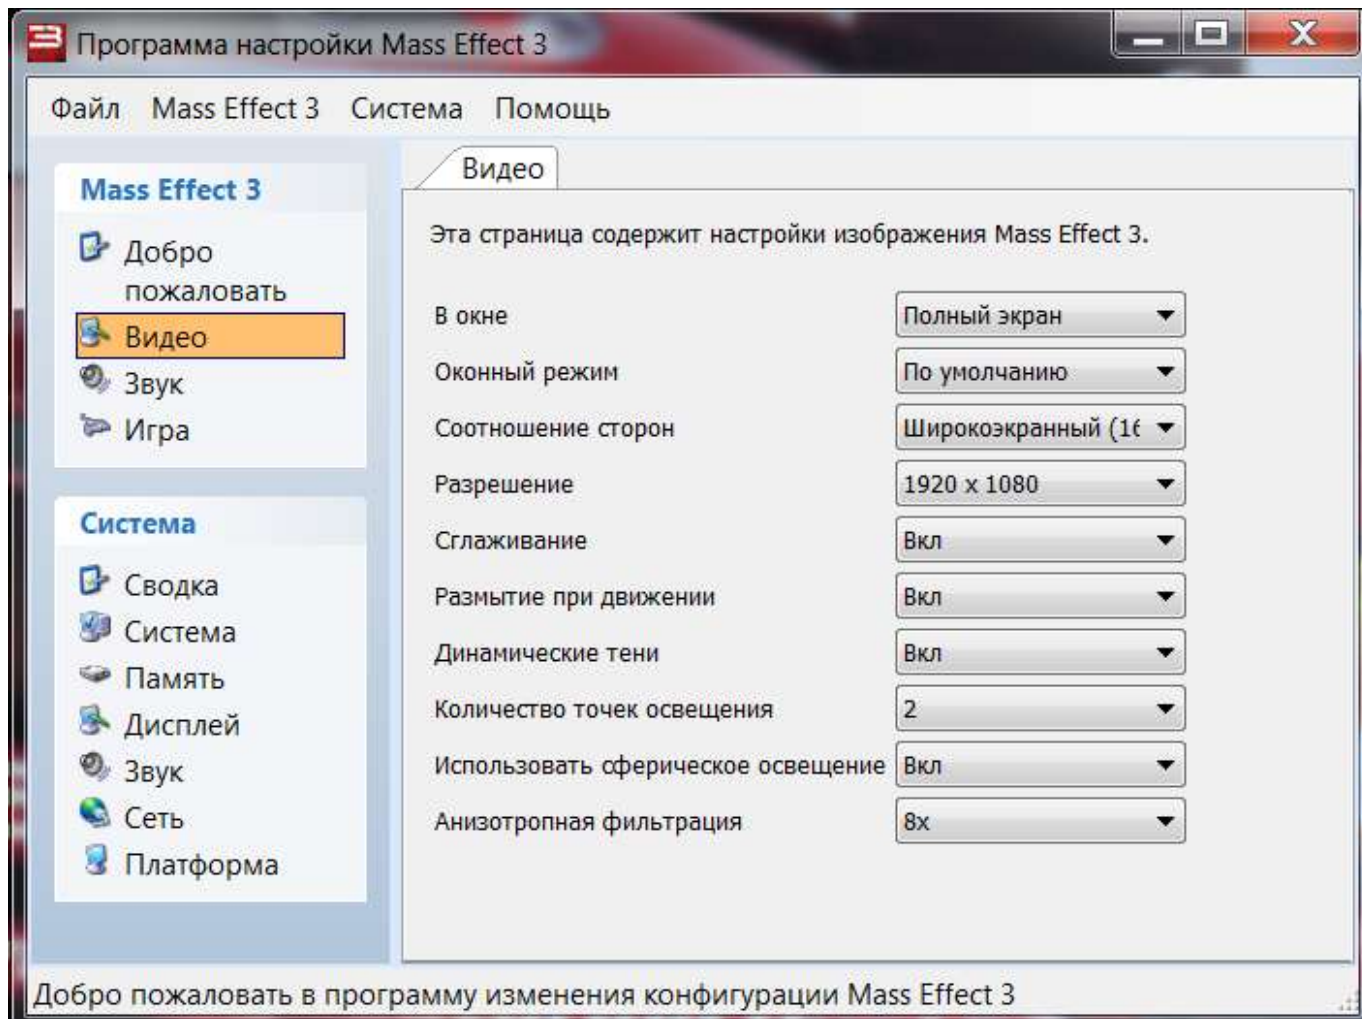 Программа настройки Mass Effect 3
Файл Mass Effect 3 Система Помощь
Mass Effect 3
Добро
пожаловать
Видео
Звук
Игра
Система
Сводка
Система
Память
Дисплей
Звук
Сеть
Платформа
Видео
Эта страница содержит настройки изображения Mass Effect 3.
В окне Полный экран
Оконный режим По умолчанию
Соотношение сторон Широкоэкранный (16
Разрешение 1920 x 1080
Сглаживание Вкл
Размытие при движении Вкл
Динамические тени Вкл
Количество точек освещения 2
Использовать сферическое освещение Вкл
Анизотропная фильтрация 8x
Добро пожаловать в программу изменения конфигурации Mass Effect 3